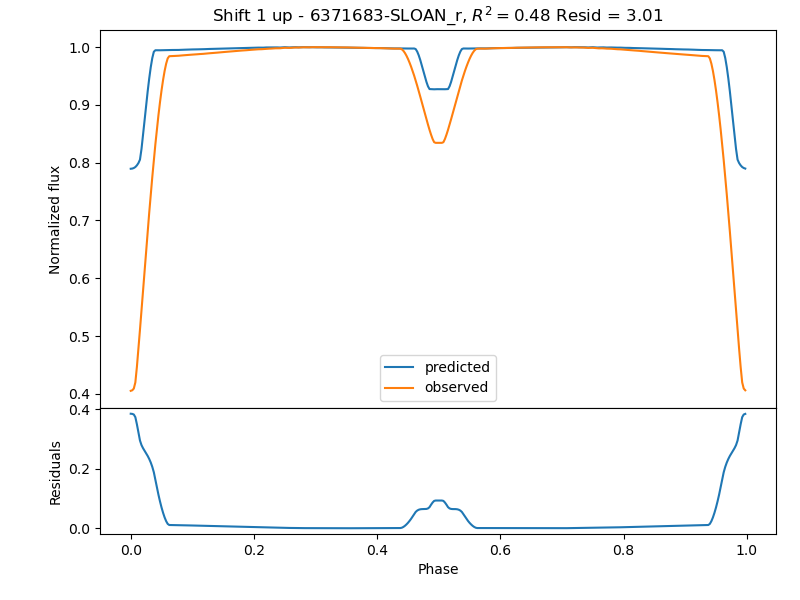 Shift 1 up - 6371683-SLOAN_r, R² = 0.48 Resid = 3.01
1.0
0.9
0.8
0.7
0.6
0.5
0.4
Normalized flux
predicted
observed
0.4
0.2
0.0
Residuals
0.0 0.2 0.4 0.6 0.8 1.0
Phase